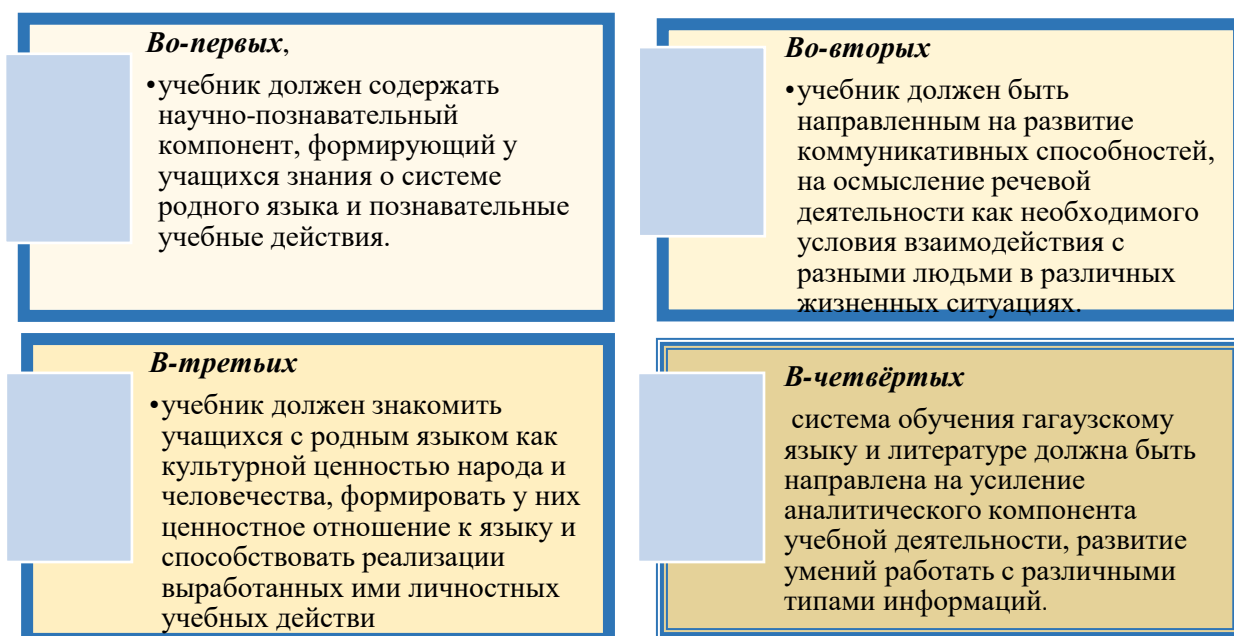 Во-первых,
•учебник должен содержать
научно-познавательный
компонент, формирующий у
учащихся знания о системе
родного языка и познавательные
учебные действия.
Во-вторых
•учебник должен быть
направленным на развитие
коммуникативных способностей,
на осмысление речевой
деятельности как необходимого
условия взаимодействия с
разными людьми в различных
жизненных ситуациях.
В-третьих
•учебник должен знакомить
учащихся с родным языком как
культурной ценностью народа и
человечества, формировать у них
ценностное отношение к языку и
способствовать реализации
выработанных ими личностных
учебных действи
В-четвёртых
система обучения гагаузскому
языку и литературе должна быть
направлена на усиление
аналитического компонента
учебной деятельности, развитие
умений работать с различными
типами информаций.